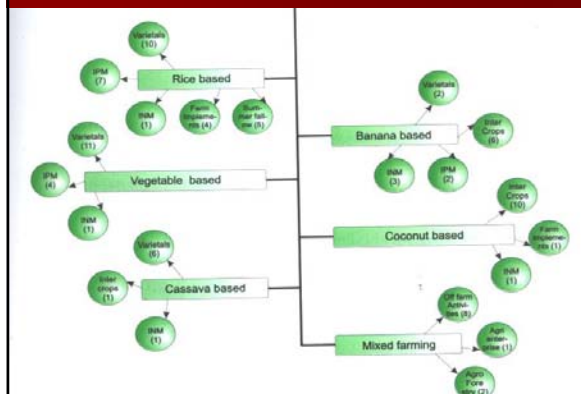 Varietals
(10)
IPM
(7)
Rice based
INM
(1)
Farm
Impleme-
nts (4)
Sum-
mar fall-
ow (5)
Varietals
(11)
IPM
(4)
Vegetable based
INM
(1)
Varietals
(6)
Inter
crops
(1)
Cassava based
INM
(1)
Varietals
(2)
Inter
Crops
(6)
Banana based
INM
(3)
IPM
(2)
Inter
Crops
(10)
Coconut based
Farm
Impleme-
nts (1)
INM
(1)
Off farm
Activi-
ties (8)
Mixed farming
Agri
enter-
prise (1)
Agro
Fore
stry (2)